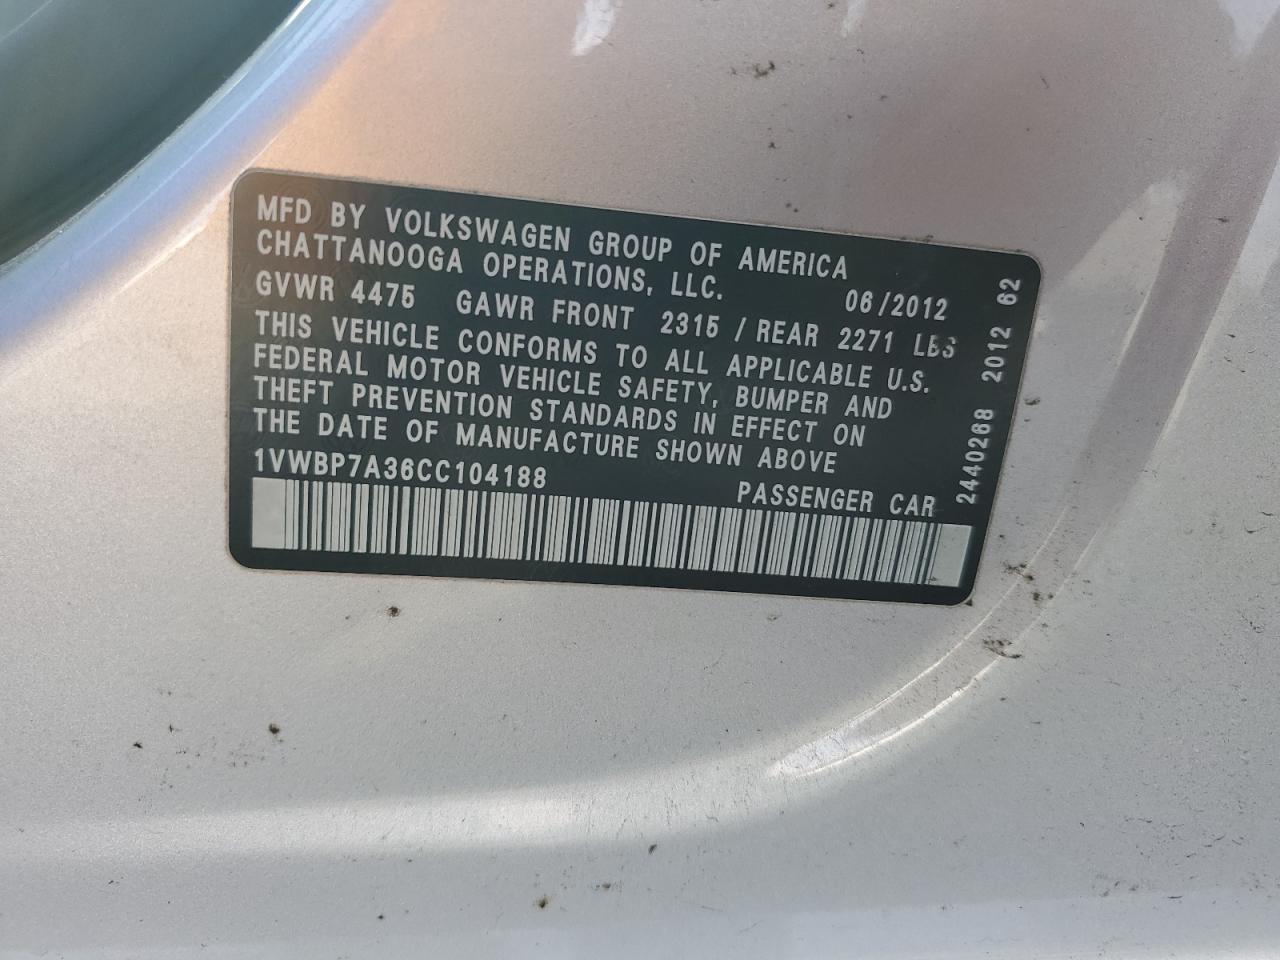 MFD BY VOLKSWAGEN GROUP OF AMERICA
CHATTANOOGA OPERATIONS, LLC.
06/2012
GVWR 4475 GAWR FRONT 2315 / REAR 2271 LBS
THIS VEHICLE CONFORMS TO ALL APPLICABLE U.S.
FEDERAL MOTOR VEHICLE SAFETY, BUMPER AND
THEFT PREVENTION STANDARDS IN EFFECT ON
THE DATE OF MANUFACTURE SHOWN ABOVE
1VWBP7A36CC104188
PASSENGER CAR
2440268 2012 62